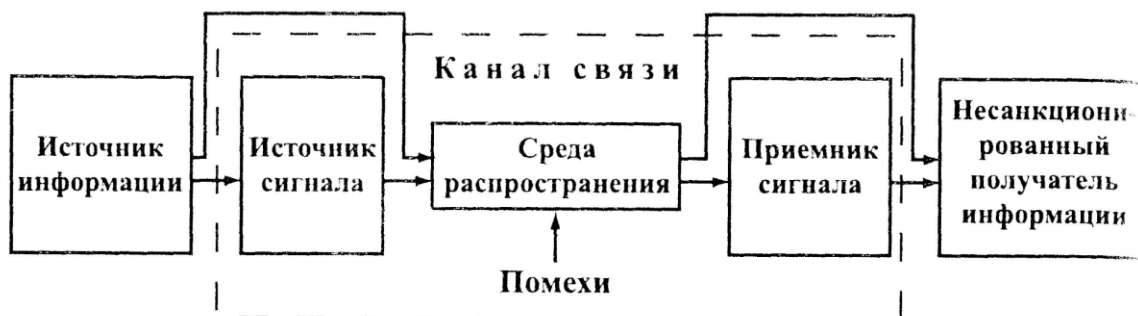 Канал связи
Источник
информации
Источник
сигнала
Среда
распространения
Приемник
сигнала
Несанкциони-
рованный
получатель
информации
Помехи